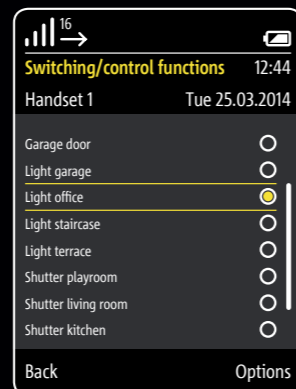 16
Switching/control functions 12:44
Handset 1 Tue 25.03.2014
Garage door
Light garage
Light office
Light staircase
Light terrace
Shutter playroom
Shutter living room
Shutter kitchen
Back Options